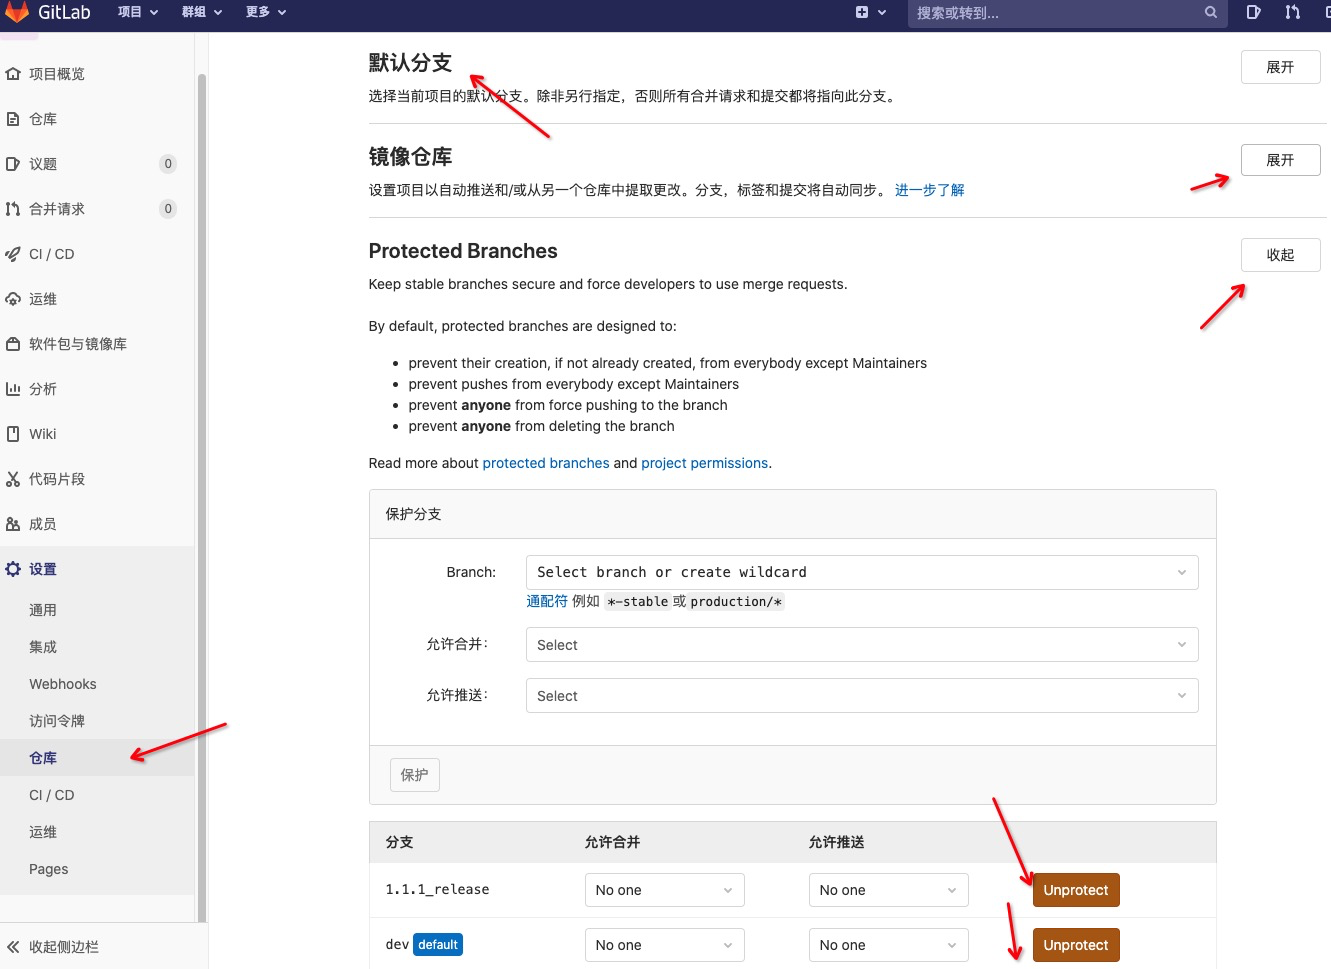 GitLab 项目 群组 更多 搜索或转到...
项目概览
仓库
议题 0
合并请求 0
CI / CD
运维
软件包与镜像库
分析
Wiki
代码片段
成员
设置
通用
集成
Webhooks
访问令牌
仓库
CI / CD
运维
Pages
收起侧边栏
默认分支
展开
选择当前项目的默认分支。除非另行指定，否则所有合并请求和提交都将指向此分支。
镜像仓库
展开
设置项目以自动推送和/或从另一个仓库中提取更改。分支，标签和提交将自动同步。 进一步了解
Protected Branches
收起
Keep stable branches secure and force developers to use merge requests.
By default, protected branches are designed to:
prevent their creation, if not already created, from everybody except Maintainers
prevent pushes from everybody except Maintainers
prevent anyone from force pushing to the branch
prevent anyone from deleting the branch
Read more about protected branches and project permissions.
保护分支
Branch: Select branch or create wildcard
通配符 例如 *-stable 或 production/*
允许合并: Select
允许推送: Select
保护
分支 允许合并 允许推送
1.1.1_release No one No one Unprotect
dev default No one No one Unprotect